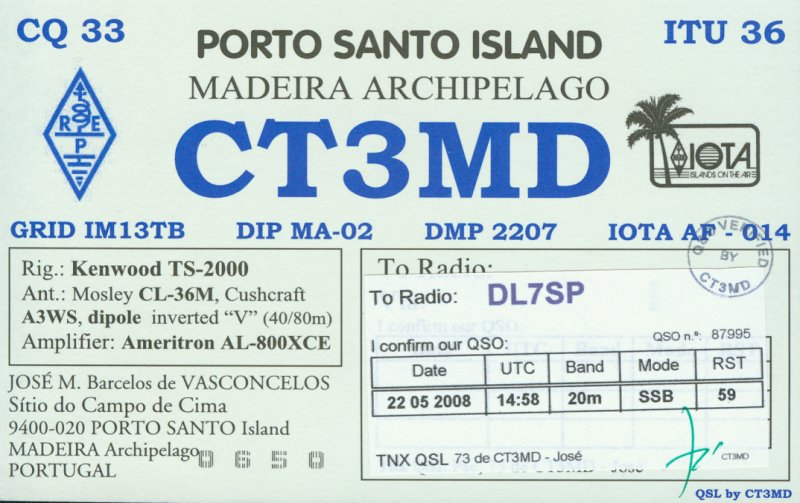 CQ 33
PORTO SANTO ISLAND
ITU 36
MADEIRA ARCHIPELAGO
R E
P
CT3MD
IOTA
ISLANDS ON THE AIR
GRID IM13TB DIP MA-02 DMP 2207 IOTA AF - 014
QSO VERIFIED
BY
CT3MD
Rig.: Kenwood TS-2000
Ant.: Mosley CL-36M, Cushcraft
A3WS, dipole inverted “V” (40/80m)
Amplifier: Ameritron AL-800XCE
JOSÉ M. Barcelos de VASCONCELOS
Sítio do Campo de Cima
9400-020 PORTO SANTO Island
MADEIRA Archipelago
PORTUGAL
0650
To Radio:
To Radio: DL7SP
I confirm our QSO:
I confirm our QSO: QSO n.º: 87995
Date UTC Band Mode RST
22 05 2008 14:58 20m SSB 59
TNX QSL 73 de CT3MD - José
CT3MD
QSL by CT3MD